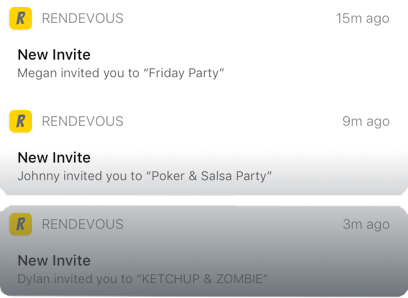 R RENDEVOUS 15m ago
New Invite
Megan invited you to “Friday Party”
R RENDEVOUS 9m ago
New Invite
Johnny invited you to “Poker & Salsa Party”
R RENDEVOUS 3m ago
New Invite
Dylan invited you to “KETCHUP & ZOMBIE”